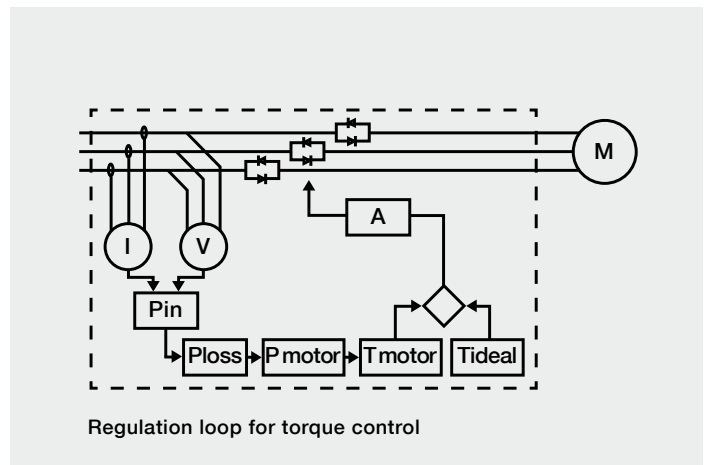 M
A
I
V
Pin
Ploss
P motor
T motor
Tideal
Regulation loop for torque control